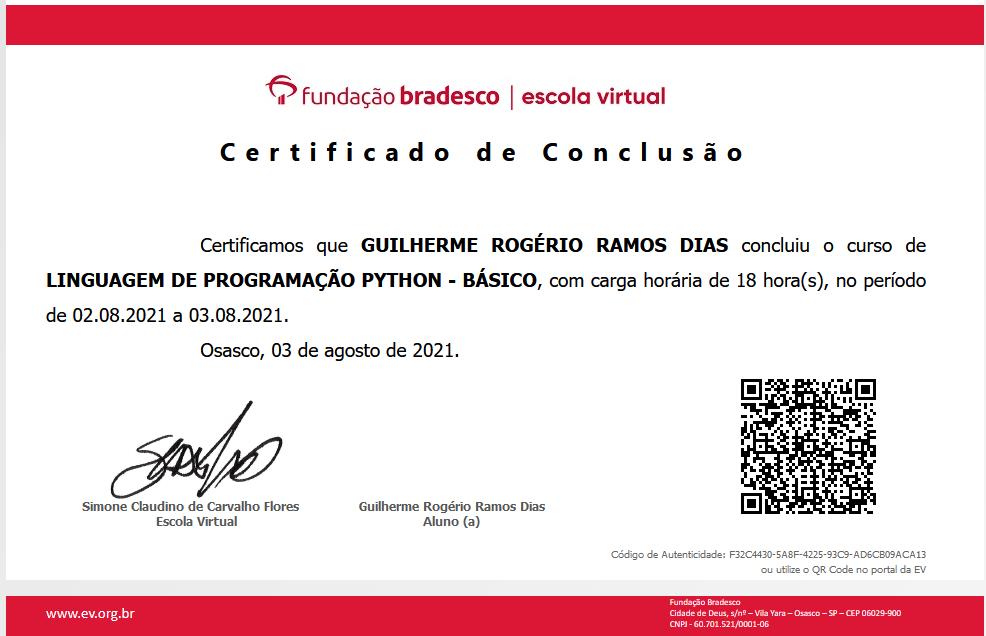 fundação bradesco | escola virtual
Certificado de Conclusão
Certificamos que GUILHERME ROGÉRIO RAMOS DIAS concluiu o curso de
LINGUAGEM DE PROGRAMAÇÃO PYTHON - BÁSICO, com carga horária de 18 hora(s), no período
de 02.08.2021 a 03.08.2021.
Osasco, 03 de agosto de 2021.
Simone Claudino de Carvalho Flores
Escola Virtual
Guilherme Rogério Ramos Dias
Aluno (a)
Código de Autenticidade: F32C4430-5A8F-4225-93C9-AD6CB09ACA13
ou utilize o QR Code no portal da EV
www.ev.org.br
Fundação Bradesco
Cidade de Deus, s/nº – Vila Yara – Osasco – SP – CEP 06029-900
CNPJ - 60.701.521/0001-06